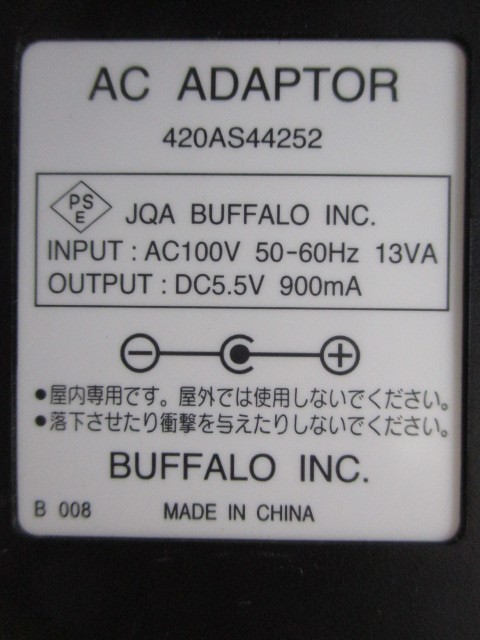 AC ADAPTOR
420AS44252
PS
E
JQA BUFFALO INC.
INPUT : AC100V 50-60Hz 13VA
OUTPUT : DC5.5V 900mA
●屋内専用です。屋外では使用しないでください。
●落下させたり衝撃を与えたりしないでください。
BUFFALO INC.
B 008 MADE IN CHINA